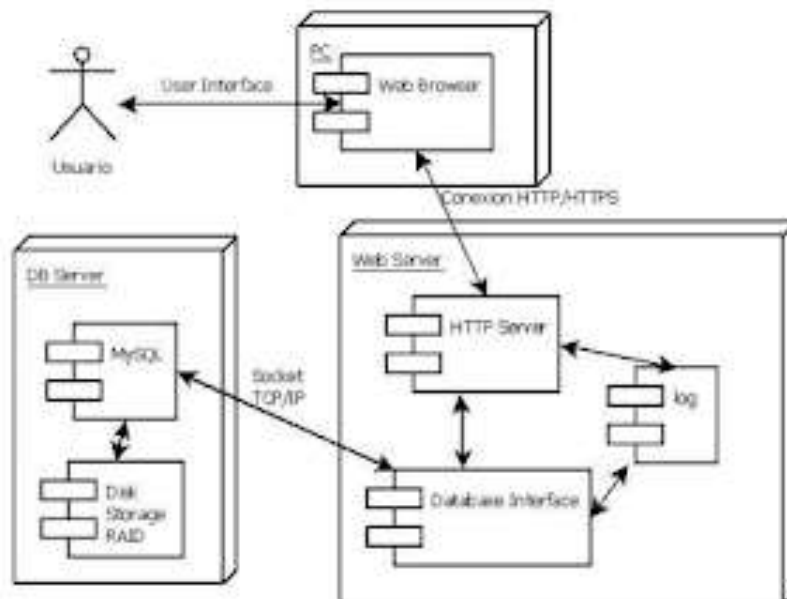 PC
User Interface
Web Browser
Usuario
Conexion HTTP/HTTPS
DB Server
Web Server
HTTP Server
MySQL
Socket
TCP/IP
log
Disk
Storage
RAID
Database Interface